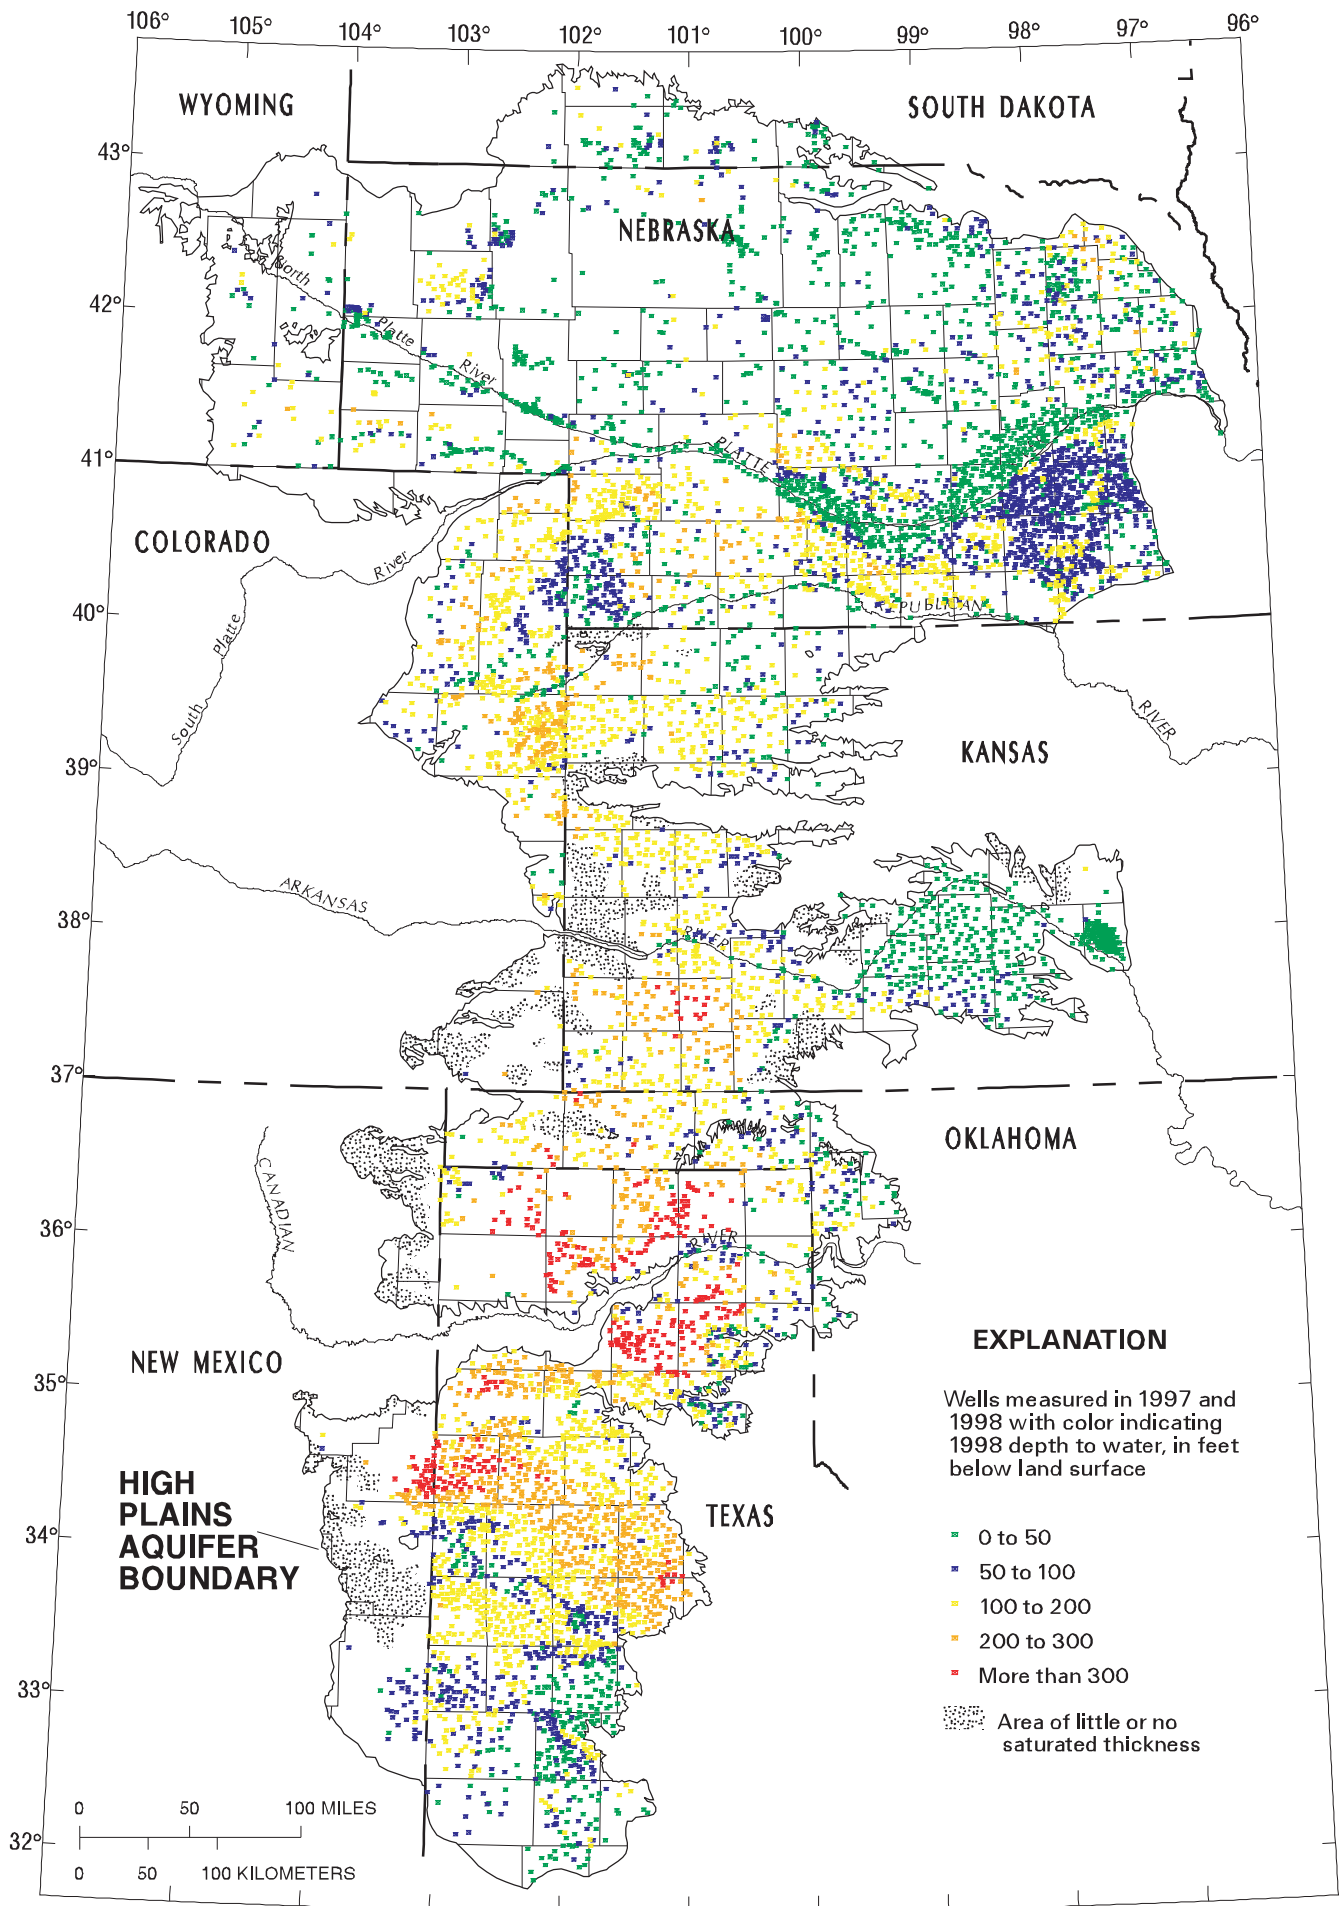 106° 105° 104° 103° 102° 101° 100° 99° 98° 97° 96°
WYOMING
SOUTH DAKOTA
43°
NEBRASKA
North
42°
Platte
River
PLATTE
41°
COLORADO
River
40°
PUBLICAN
Platte
South
RIVER
KANSAS
39°
ARKANSAS
38°
RIVER
37°
OKLAHOMA
CANADIAN
36°
RIVER
EXPLANATION
NEW MEXICO
35°
Wells measured in 1997 and
1998 with color indicating
1998 depth to water, in feet
below land surface
HIGH
PLAINS
AQUIFER
BOUNDARY
TEXAS
34°
0 to 50
50 to 100
100 to 200
200 to 300
More than 300
33°
Area of little or no
saturated thickness
0 50 100 MILES
32°
0 50 100 KILOMETERS